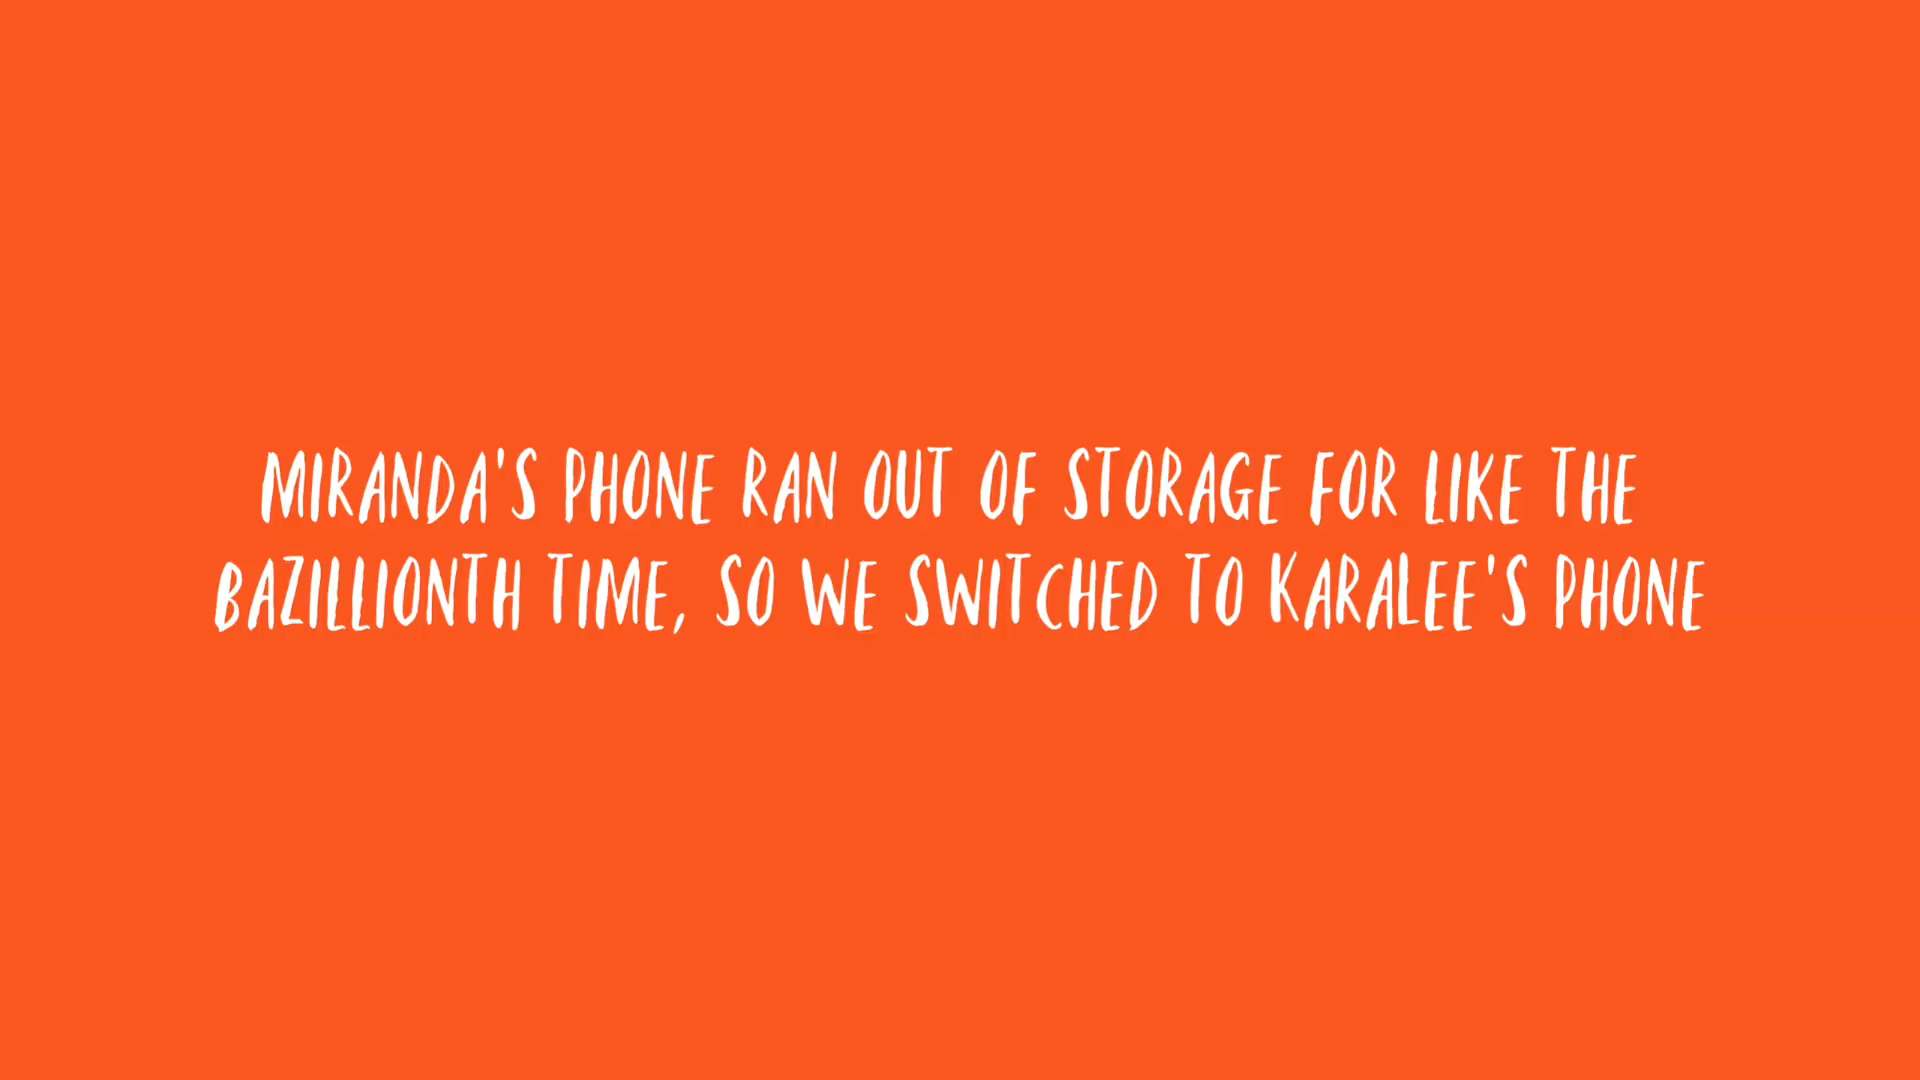 MIRANDA'S PHONE RAN OUT OF STORAGE FOR LIKE THE
BAZILLIONTH TIME, SO WE SWITCHED TO KARALEE'S PHONE